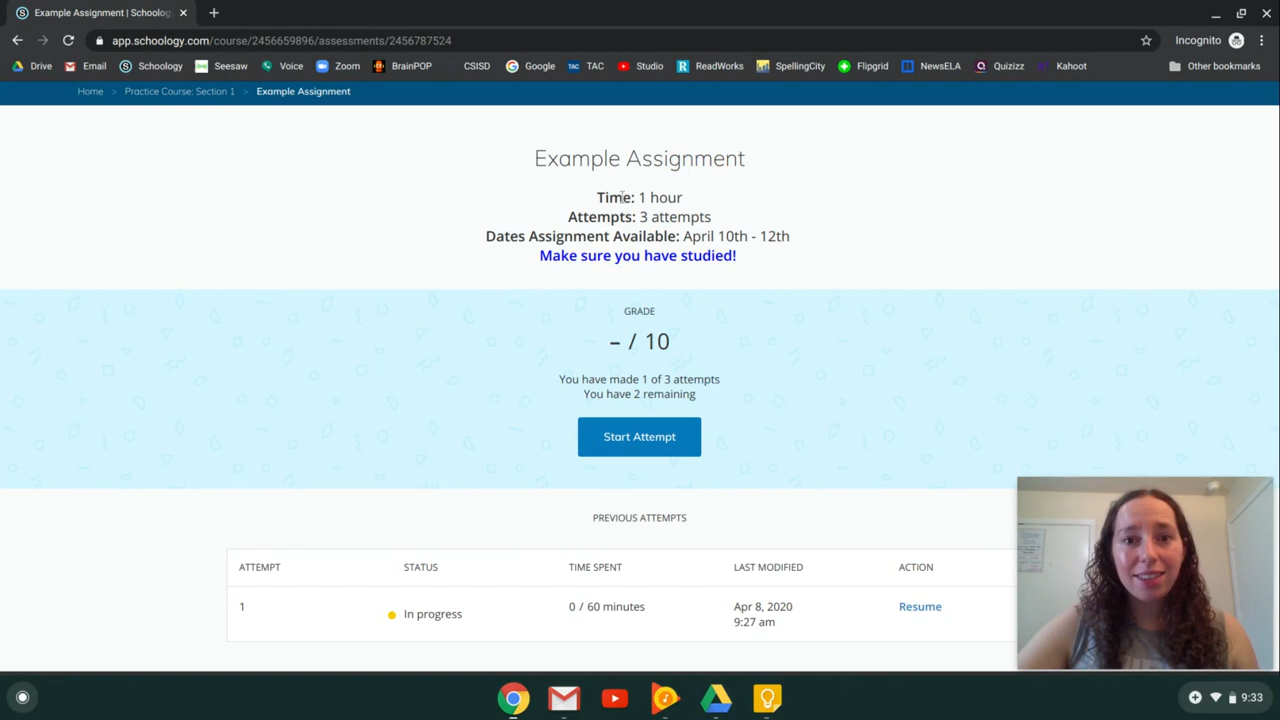 Example Assignment | Schoolog
app.schoology.com/course/2456659896/assessments/2456787524
Incognito
Drive Email Schoology Seesaw Voice Zoom BrainPOP CSISD Google TAC Studio ReadWorks SpellingCity Flipgrid NewsELA Quizizz Kahoot Other bookmarks
Home > Practice Course: Section 1 > Example Assignment
Example Assignment
Time: 1 hour
Attempts: 3 attempts
Dates Assignment Available: April 10th - 12th
Make sure you have studied!
GRADE
– / 10
You have made 1 of 3 attempts
You have 2 remaining
Start Attempt
PREVIOUS ATTEMPTS
ATTEMPT STATUS TIME SPENT LAST MODIFIED ACTION
1 In progress 0 / 60 minutes Apr 8, 2020 Resume
9:27 am
9:33